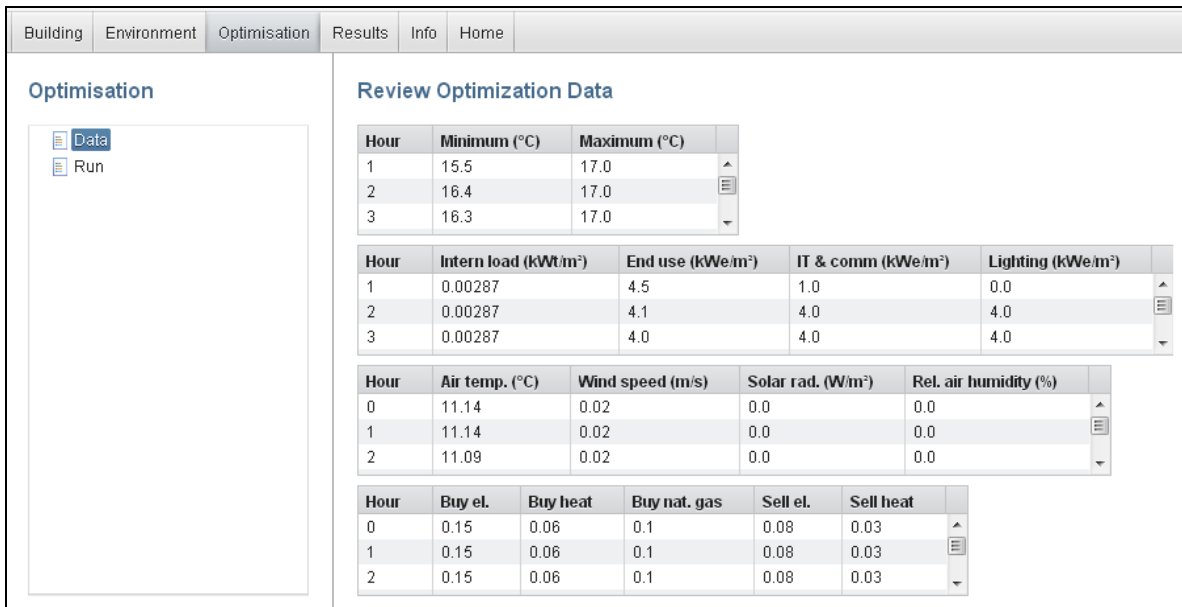 Building Environment Optimisation Results Info Home
Optimisation
Data
Run
Review Optimization Data
Hour Minimum (°C) Maximum (°C)
1 15.5 17.0
2 16.4 17.0
3 16.3 17.0
Hour Intern load (kWt/m²) End use (kWe/m²) IT & comm (kWe/m²) Lighting (kWe/m²)
1 0.00287 4.5 1.0 0.0
2 0.00287 4.1 4.0 4.0
3 0.00287 4.0 4.0 4.0
Hour Air temp. (°C) Wind speed (m/s) Solar rad. (W/m²) Rel. air humidity (%)
0 11.14 0.02 0.0 0.0
1 11.14 0.02 0.0 0.0
2 11.09 0.02 0.0 0.0
Hour Buy el. Buy heat Buy nat. gas Sell el. Sell heat
0 0.15 0.06 0.1 0.08 0.03
1 0.15 0.06 0.1 0.08 0.03
2 0.15 0.06 0.1 0.08 0.03